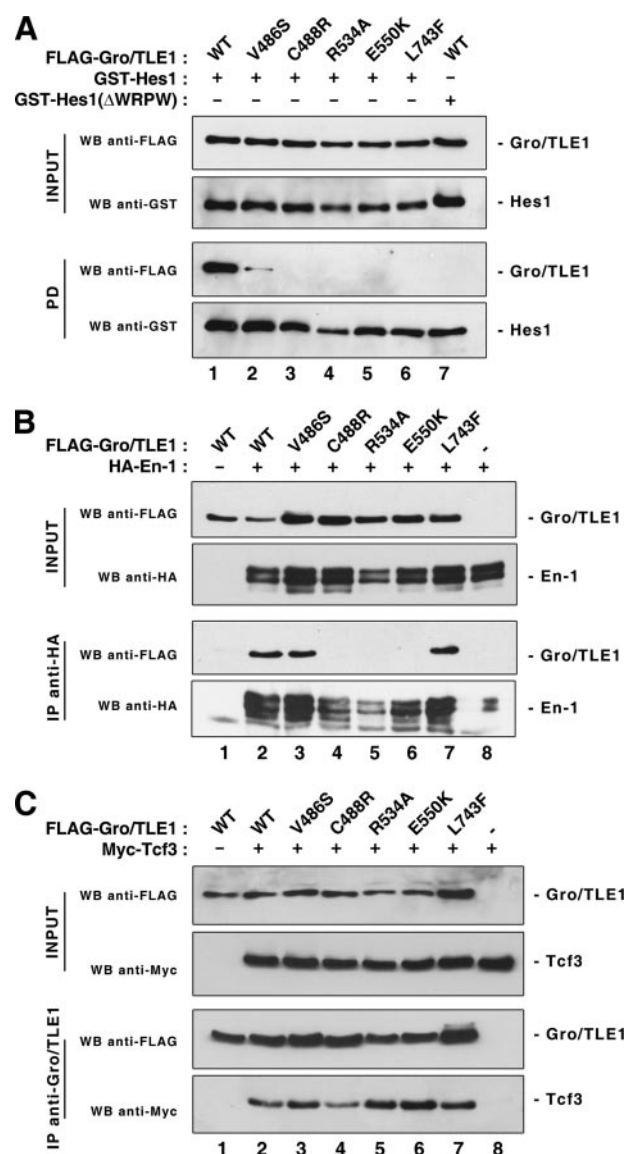 A
FLAG-Gro/TLE1 : WT V486S C488R R534A E550K L743F WT
GST-Hes1 : + + + + + + –
GST-Hes1(ΔWRPW) : – – – – – – +
INPUT
WB anti-FLAG - Gro/TLE1
WB anti-GST - Hes1
PD
WB anti-FLAG - Gro/TLE1
WB anti-GST - Hes1
1 2 3 4 5 6 7
B
FLAG-Gro/TLE1 : WT WT V486S C488R R534A E550K L743F -
HA-En-1 : – + + + + + + +
INPUT
WB anti-FLAG - Gro/TLE1
WB anti-HA - En-1
IP anti-HA
WB anti-FLAG - Gro/TLE1
WB anti-HA - En-1
1 2 3 4 5 6 7 8
C
FLAG-Gro/TLE1 : WT WT V486S C488R R534A E550K L743F -
Myc-Tcf3 : – + + + + + + +
INPUT
WB anti-FLAG - Gro/TLE1
WB anti-Myc - Tcf3
IP anti-Gro/TLE1
WB anti-FLAG - Gro/TLE1
WB anti-Myc - Tcf3
1 2 3 4 5 6 7 8